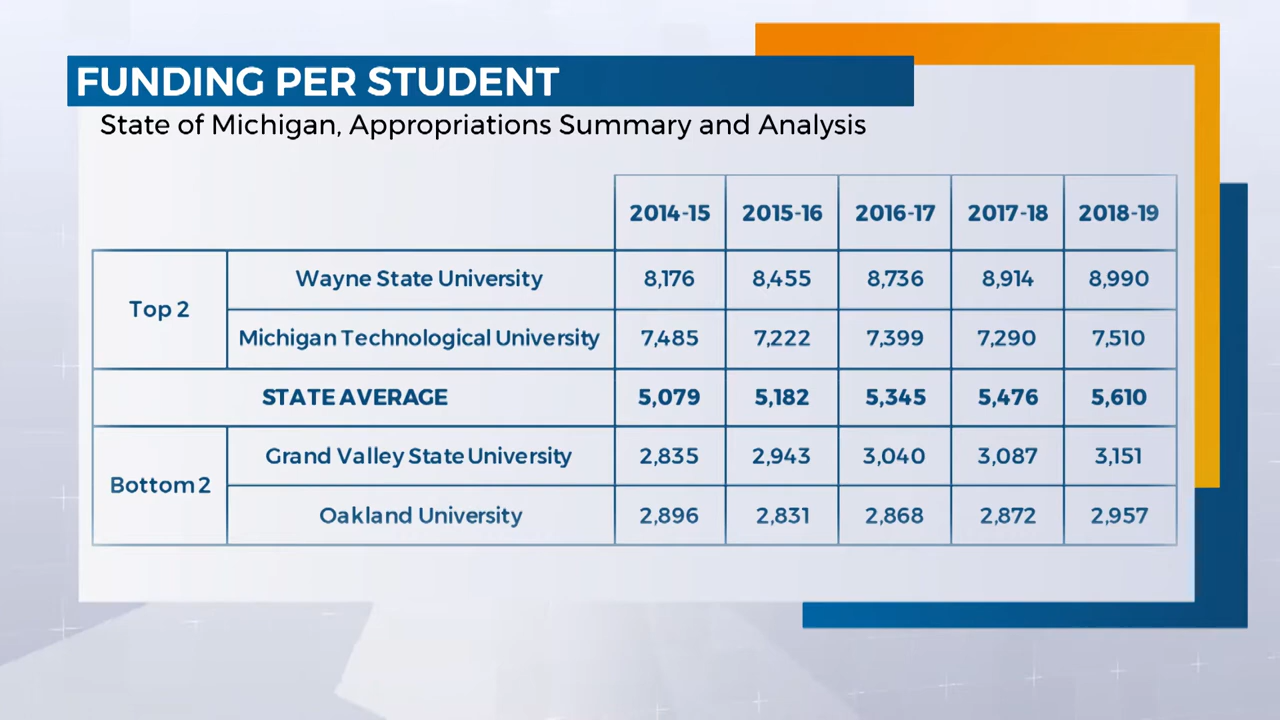 FUNDING PER STUDENT
State of Michigan, Appropriations Summary and Analysis
2014-15 2015-16 2016-17 2017-18 2018-19
Top 2
Wayne State University 8,176 8,455 8,736 8,914 8,990
Michigan Technological University 7,485 7,222 7,399 7,290 7,510
STATE AVERAGE 5,079 5,182 5,345 5,476 5,610
Bottom 2
Grand Valley State University 2,835 2,943 3,040 3,087 3,151
Oakland University 2,896 2,831 2,868 2,872 2,957